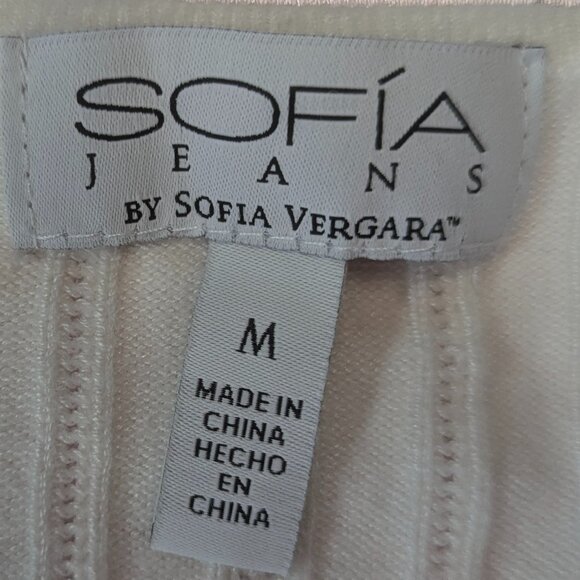 SOFÍA
JEANS
BY SOFIA VERGARA™
M
MADE IN
CHINA
HECHO
EN
CHINA